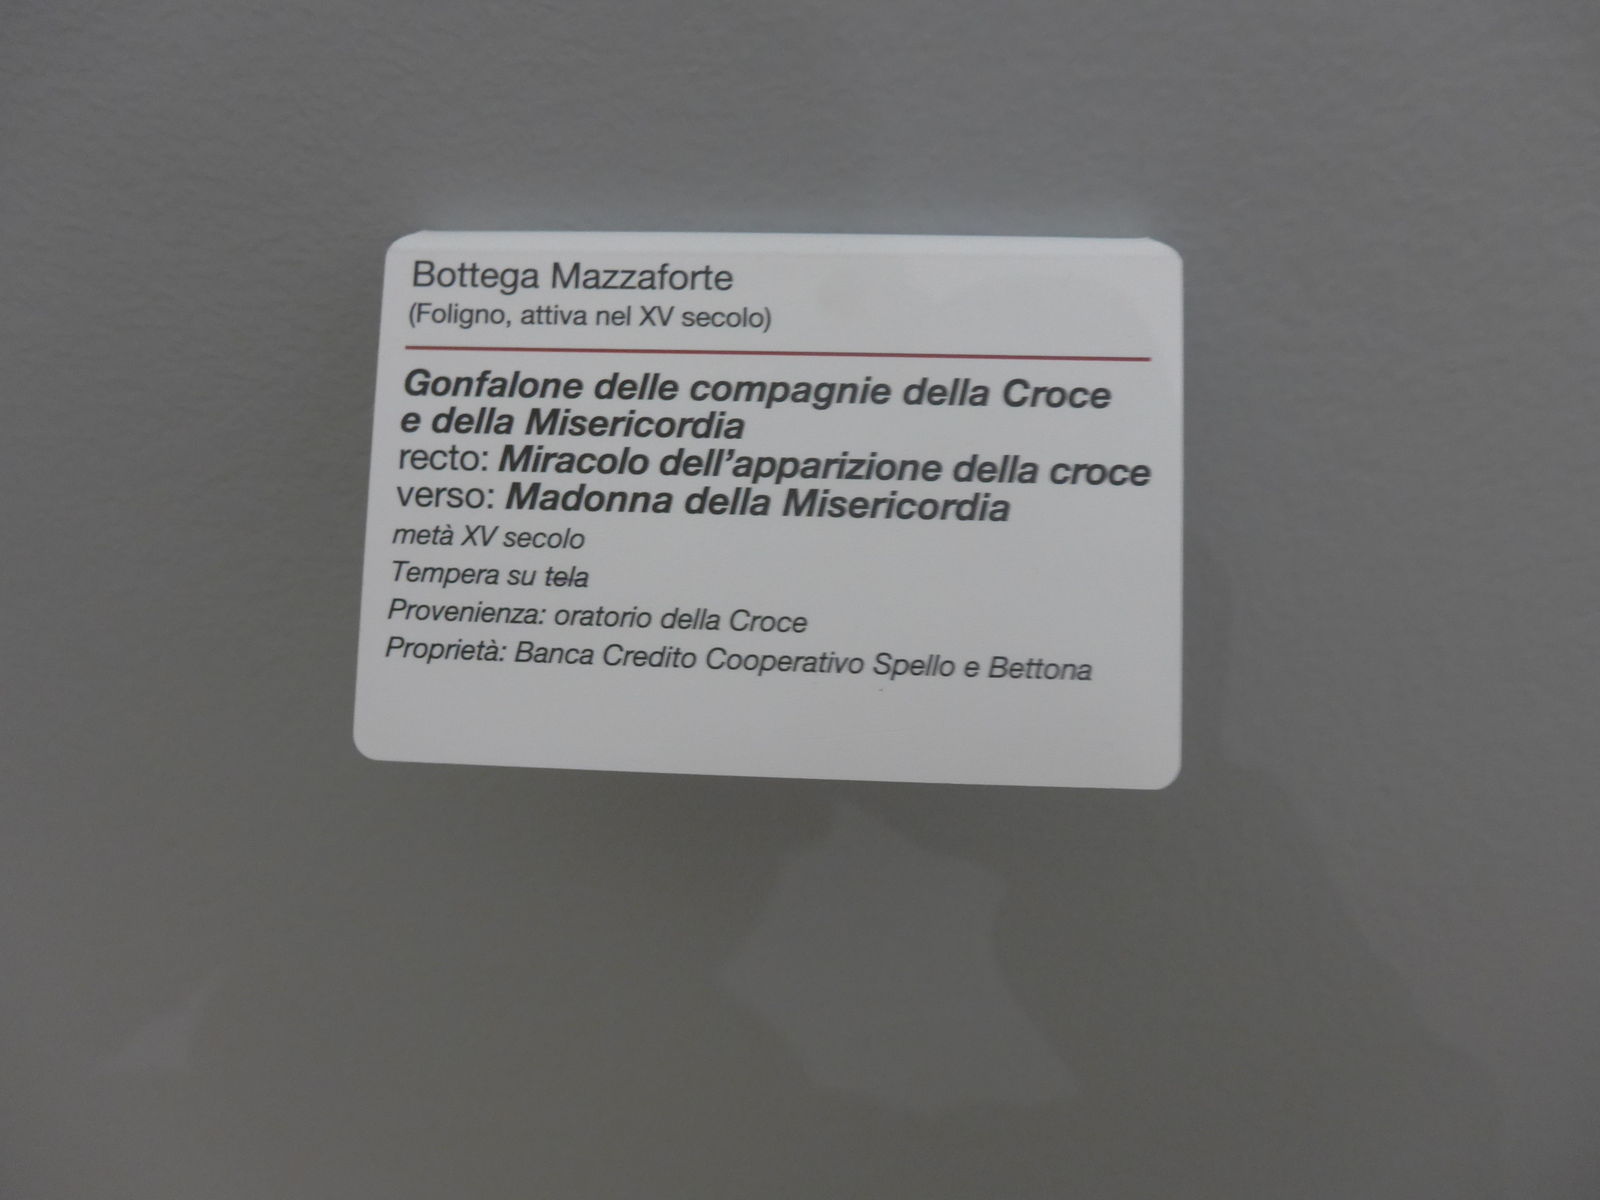 Bottega Mazzaforte
(Foligno, attiva nel XV secolo)
Gonfalone delle compagnie della Croce
e della Misericordia
recto: Miracolo dell'apparizione della croce
verso: Madonna della Misericordia
metà XV secolo
Tempera su tela
Provenienza: oratorio della Croce
Proprietà: Banca Credito Cooperativo Spello e Bettona